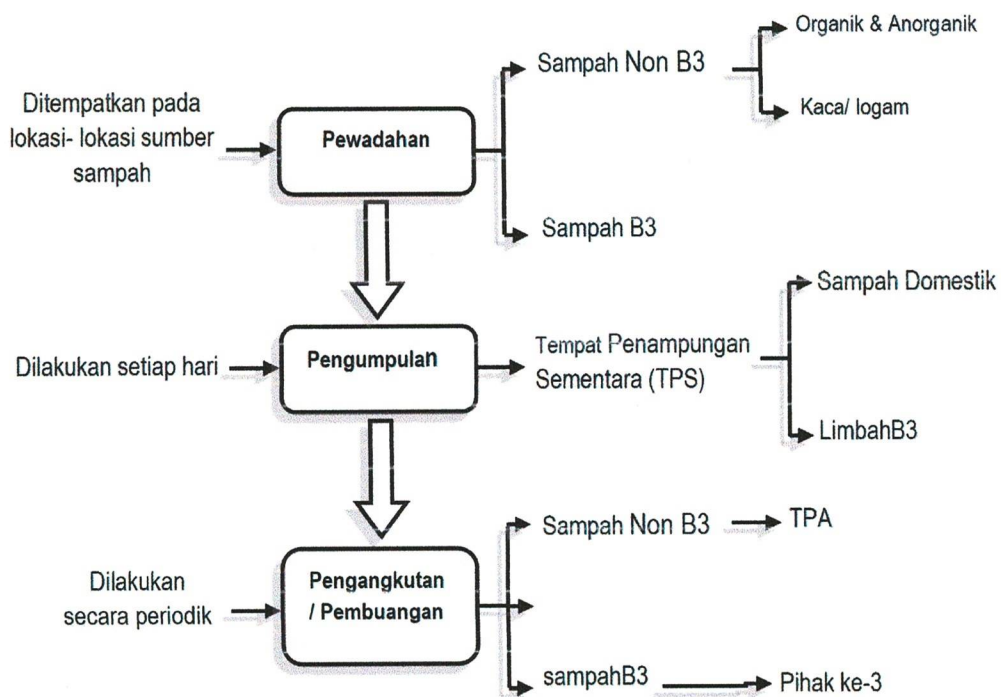 Organik & Anorganik
Sampah Non B3
Kaca/ logam
Ditempatkan pada
lokasi- lokasi sumber
sampah
Pewadahan
Sampah B3
Sampah Domestik
Dilakukan setiap hari
Pengumpulan
Tempat Penampungan
Sementara (TPS)
LimbahB3
Sampah Non B3
TPA
Dilakukan
secara periodik
Pengangkutan
/ Pembuangan
sampahB3
Pihak ke-3